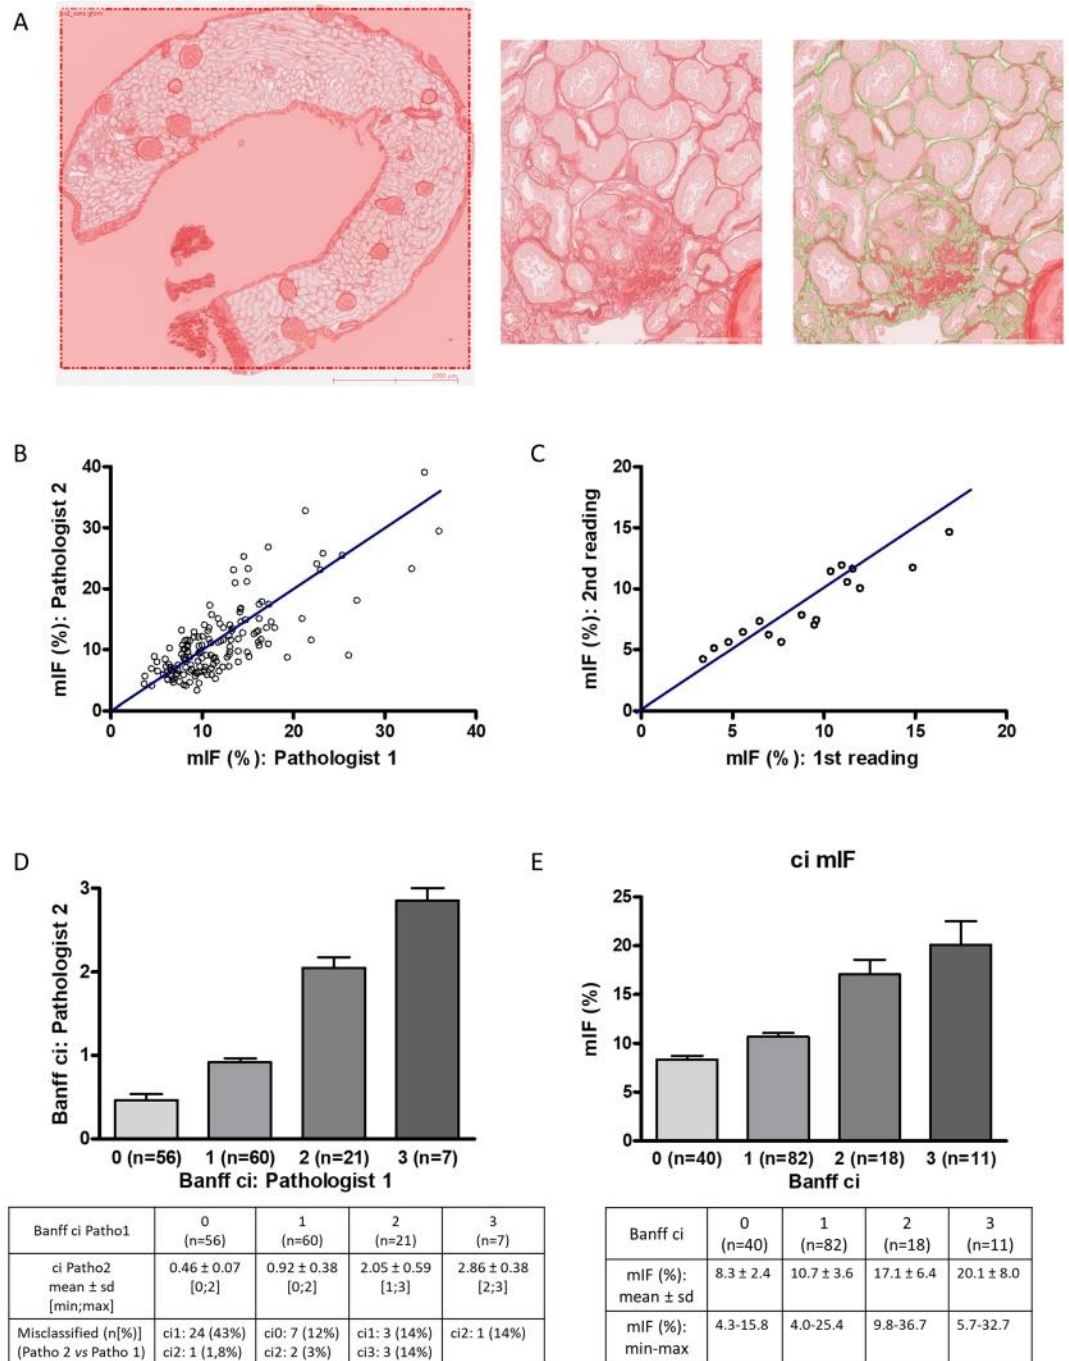 A
1000 µm
B
40
30
20
10
0
0
10
20
30
40
mIF (%): Pathologist 2
mIF (%): Pathologist 1
C
20
15
10
5
0
0
5
10
15
20
mIF (%): 2nd reading
mIF (%): 1st reading
D
3
2
1
0
Banff ci: Pathologist 2
0 (n=56) 1 (n=60) 2 (n=21) 3 (n=7)
Banff ci: Pathologist 1
Banff ci Patho1 0 1 2 3
(n=56) (n=60) (n=21) (n=7)
ci Patho2 0.46 ± 0.07 0.92 ± 0.38 2.05 ± 0.59 2.86 ± 0.38
mean ± sd [0;2] [0;2] [1;3] [2;3]
[min;max]
Misclassified (n[%]) ci1: 24 (43%) ci0: 7 (12%) ci1: 3 (14%) ci2: 1 (14%)
(Patho 2 vs Patho 1) ci2: 1 (1,8%) ci2: 2 (3%) ci3: 3 (14%)
E
ci mIF
25
20
15
10
5
0
mIF (%)
0 (n=40) 1 (n=82) 2 (n=18) 3 (n=11)
Banff ci
Banff ci 0 1 2 3
(n=40) (n=82) (n=18) (n=11)
mIF (%): 8.3 ± 2.4 10.7 ± 3.6 17.1 ± 6.4 20.1 ± 8.0
mean ± sd
mIF (%): 4.3-15.8 4.0-25.4 9.8-36.7 5.7-32.7
min-max